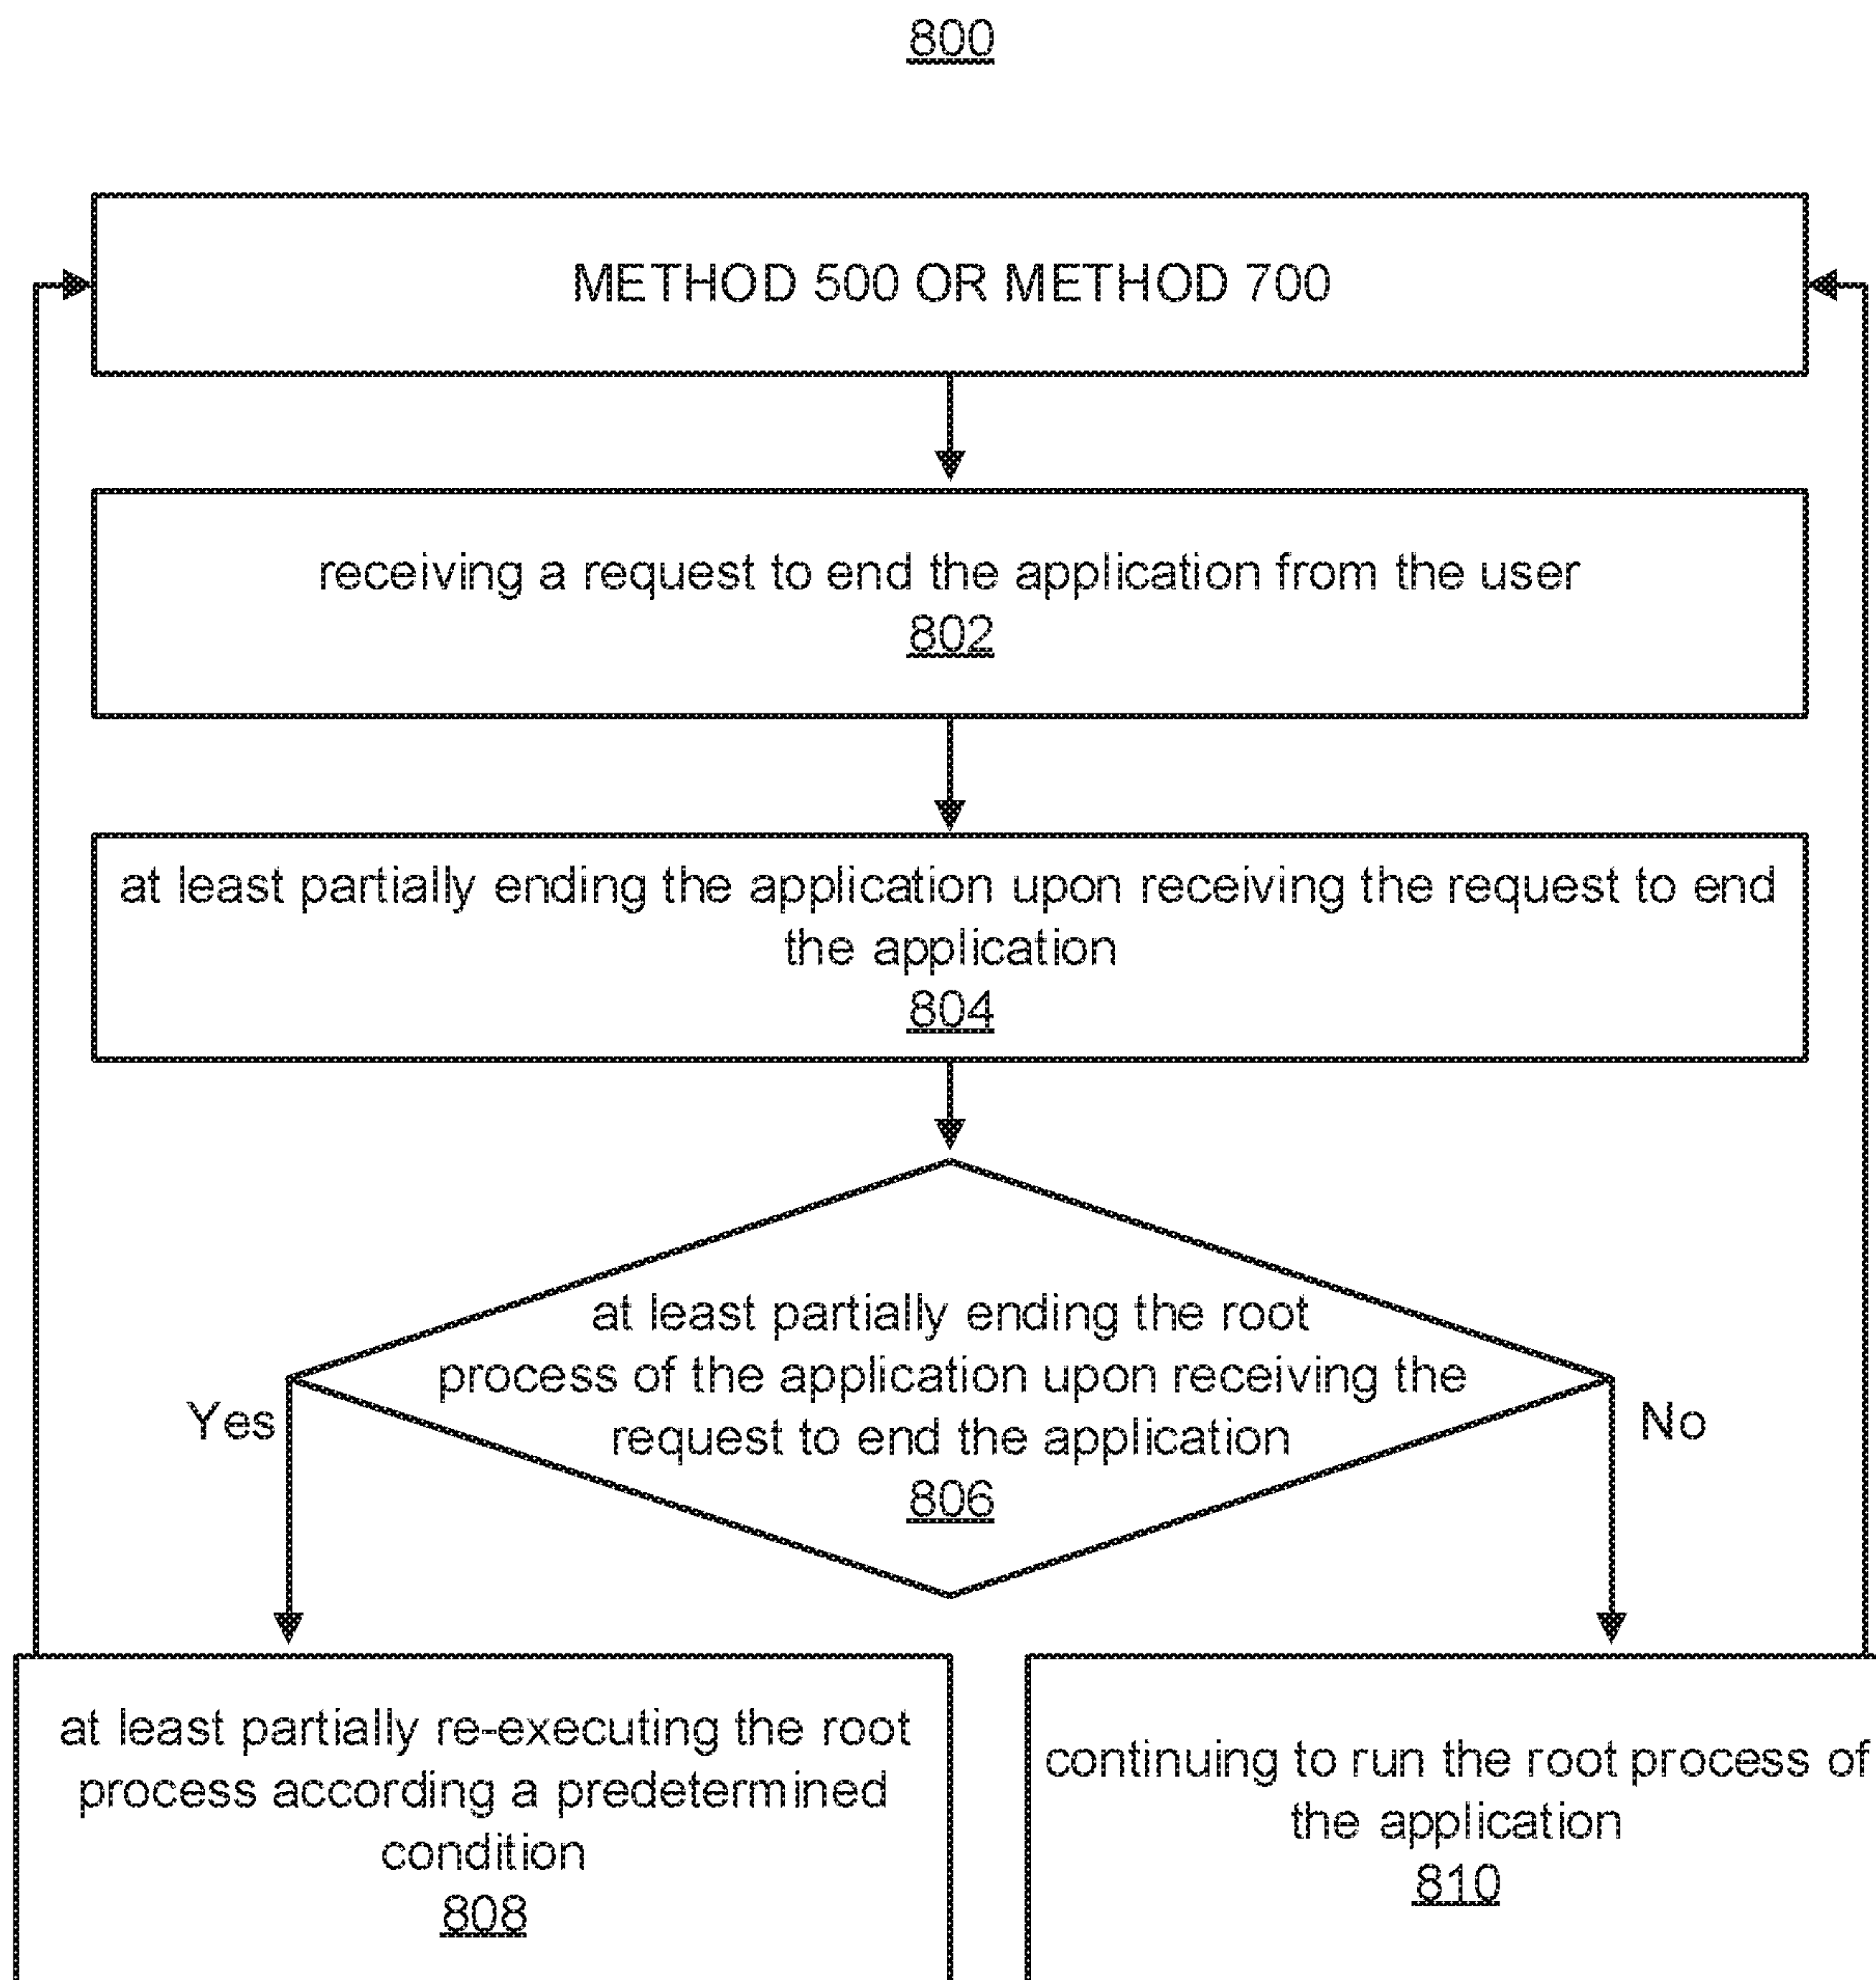 800
METHOD 500 OR METHOD 700
receiving a request to end the application from the user
802
at least partially ending the application upon receiving the request to end
the application
804
at least partially ending the root
process of the application upon receiving the
request to end the application
806
Yes
No
at least partially re-executing the root
process according a predetermined
condition
808
continuing to run the root process of
the application
810